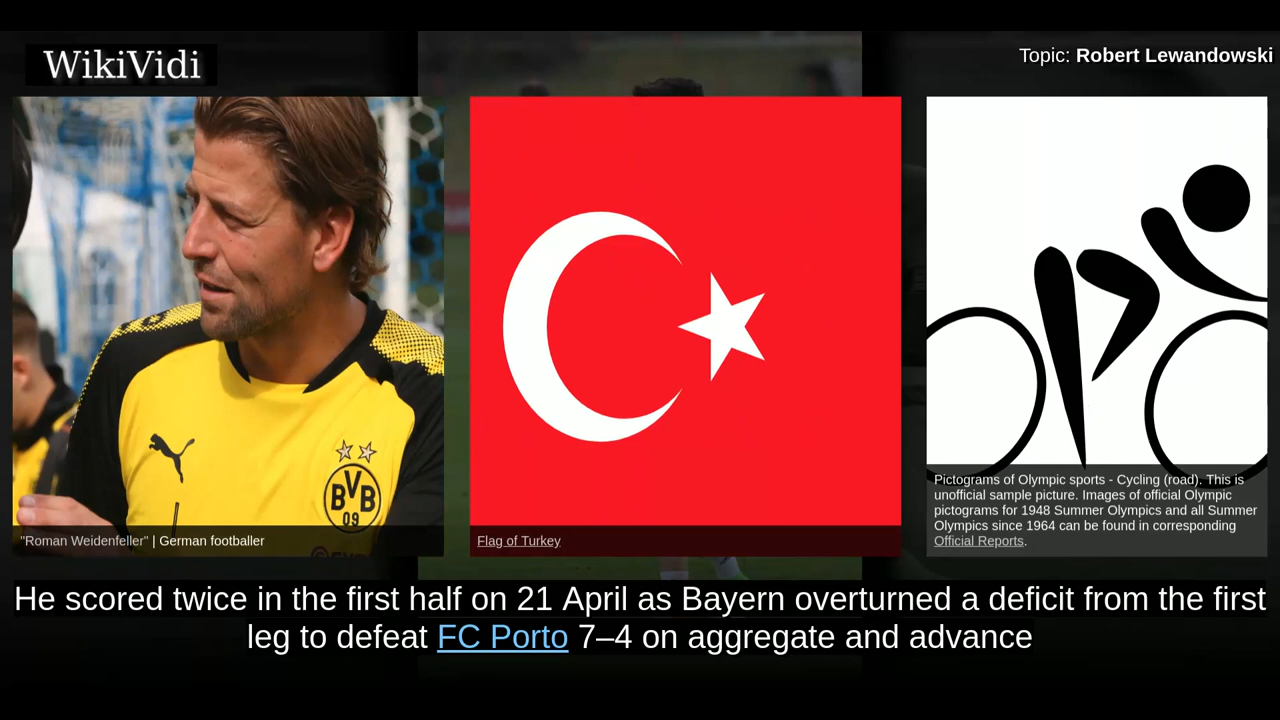 WikiVidi
Topic: Robert Lewandowski
BVB
09
"Roman Weidenfeller" | German footballer
Flag of Turkey
Pictograms of Olympic sports - Cycling (road). This is
unofficial sample picture. Images of official Olympic
pictograms for 1948 Summer Olympics and all Summer
Olympics since 1964 can be found in corresponding
Official Reports.
He scored twice in the first half on 21 April as Bayern overturned a deficit from the first
leg to defeat FC Porto 7–4 on aggregate and advance